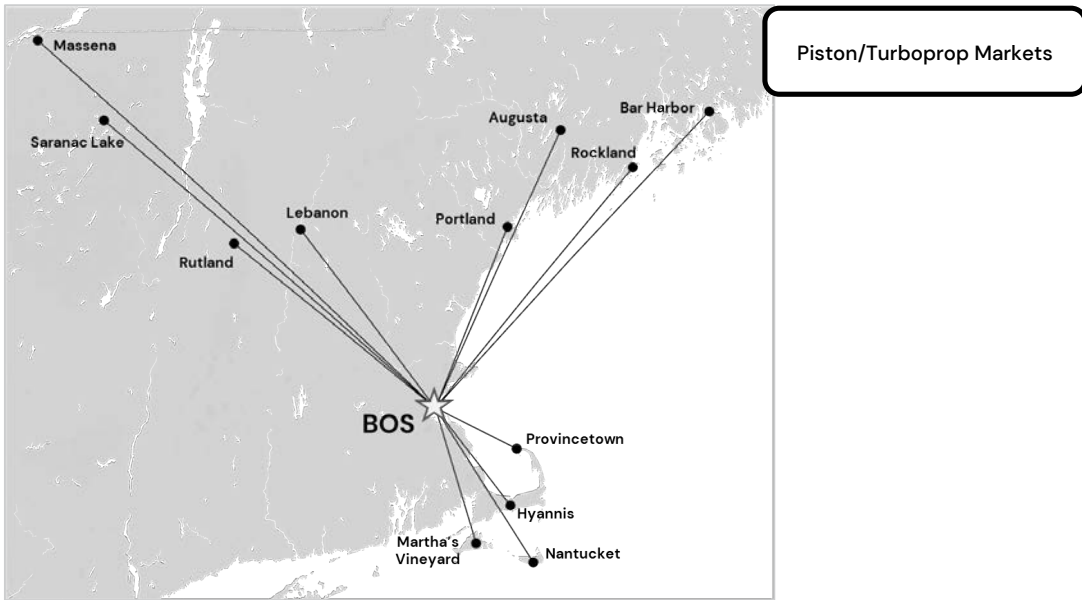 Piston/Turboprop Markets
Massena
Saranac Lake
Augusta
Bar Harbor
Rockland
Lebanon
Portland
Rutland
BOS
Provincetown
Hyannis
Martha's
Vineyard
Nantucket